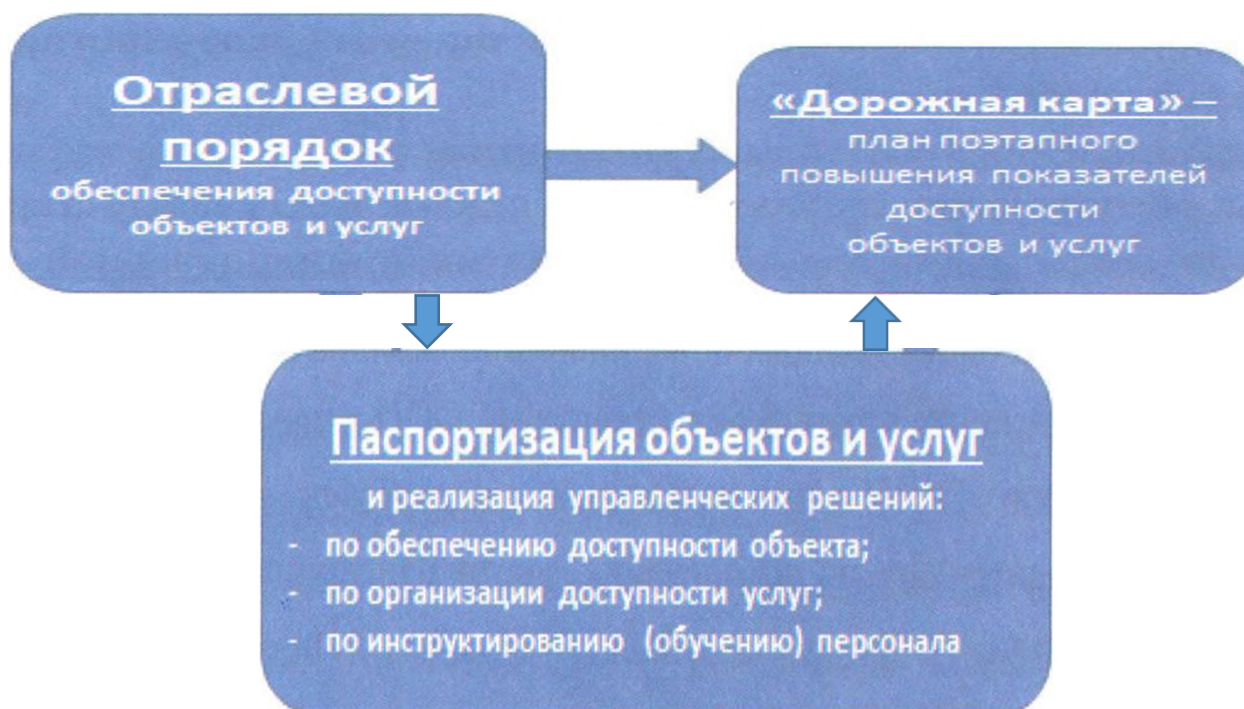 Отраслевой
порядок
обеспечения доступности
объектов и услуг
«Дорожная карта» –
план поэтапного
повышения показателей
доступности
объектов и услуг
Паспортизация объектов и услуг
и реализация управленческих решений:
- по обеспечению доступности объекта;
- по организации доступности услуг;
- по инструктированию (обучению) персонала